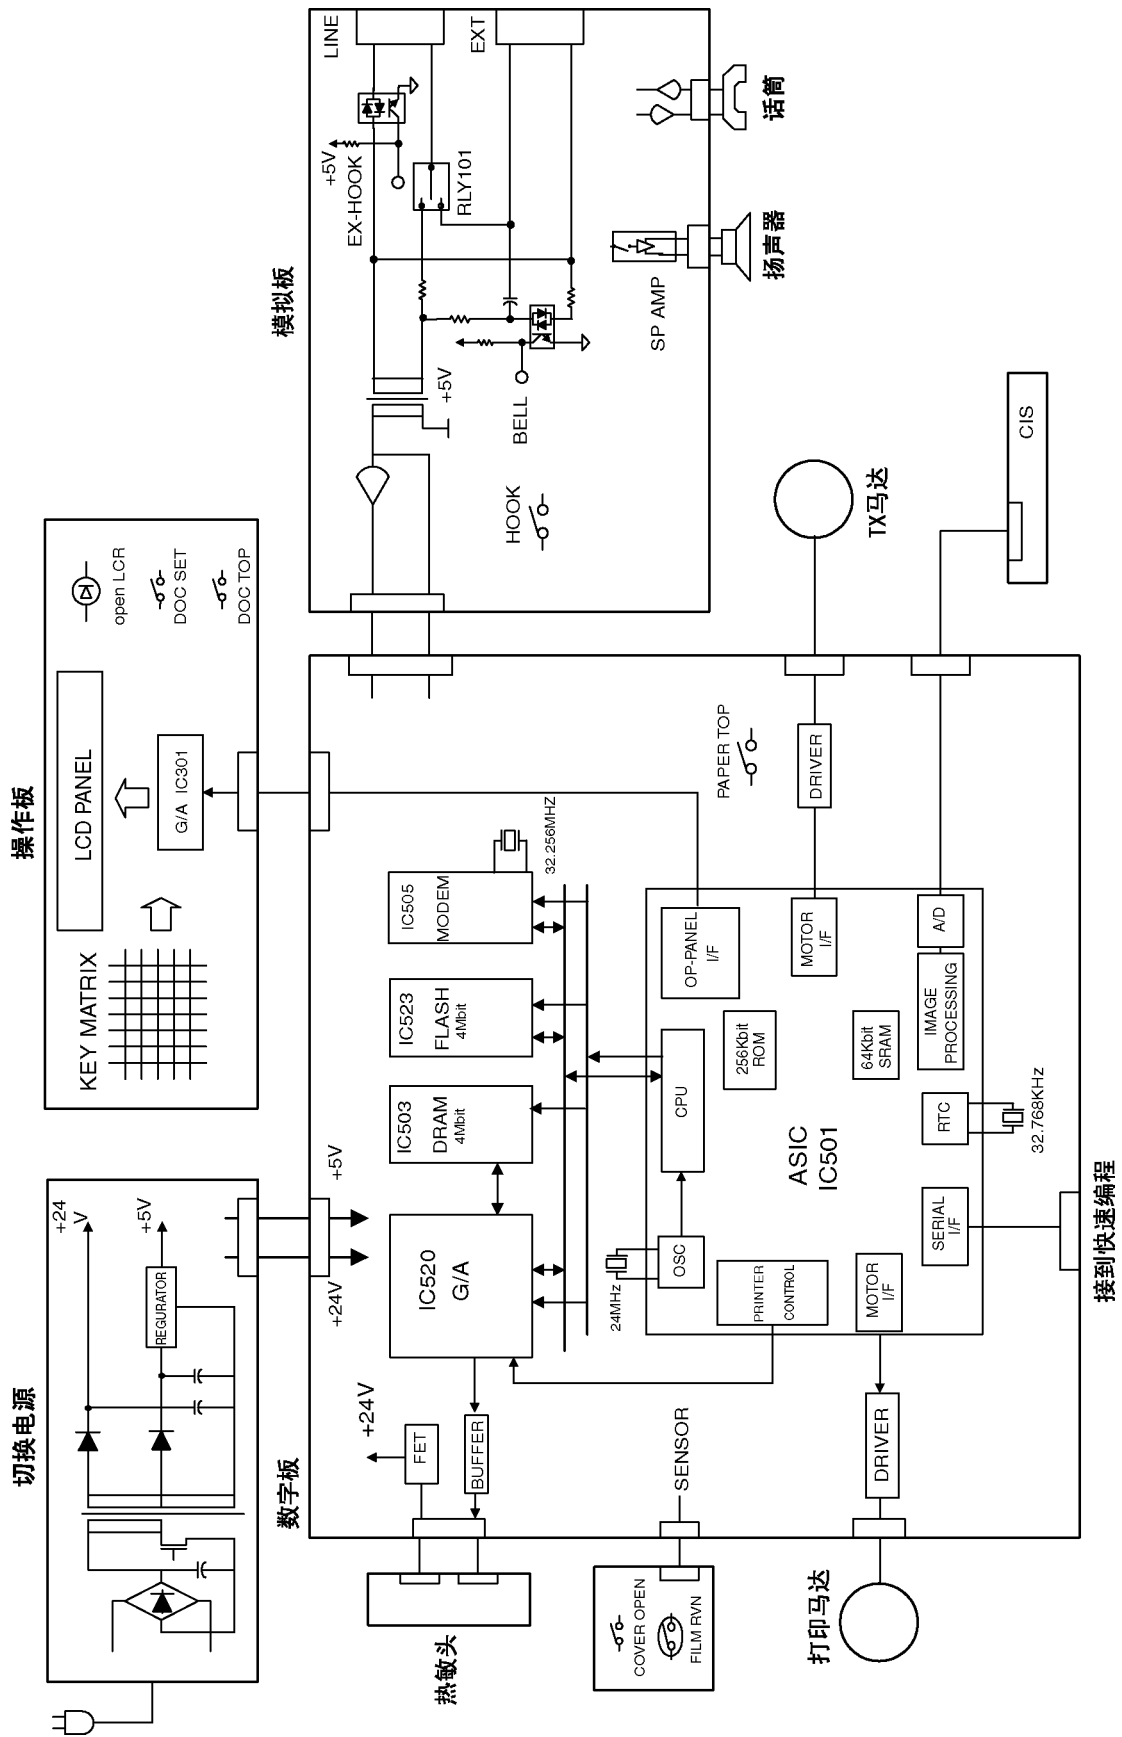 切换电源
+24
V
+5V
REGURATOR
操作板
KEY MATRIX
LCD PANEL
G/A IC301
open LCR
DOC SET
DOC TOP
模拟板
LINE
EXT
+5V
EX-HOOK
RLY101
+5V
BELL
HOOK
SP AMP
扬声器
话筒
数字板
+24V
+5V
+24V
FET
BUFFER
IC520
G/A
IC503
DRAM
4Mbit
IC523
FLASH
4Mbit
IC505
MODEM
32.256MHZ
24MHz
OSC
CPU
OP-PANEL
I/F
PRINTER
CONTROL
256Kbit
ROM
MOTOR
I/F
ASIC
IC501
64Kbit
SRAM
MOTOR
I/F
SERIAL
I/F
RTC
32.768KHz
IMAGE
PROCESSING
A/D
PAPER TOP
DRIVER
DRIVER
SENSOR
热敏头
COVER OPEN
FILM RVN
打印马达
接到快速编程
TX马达
CIS